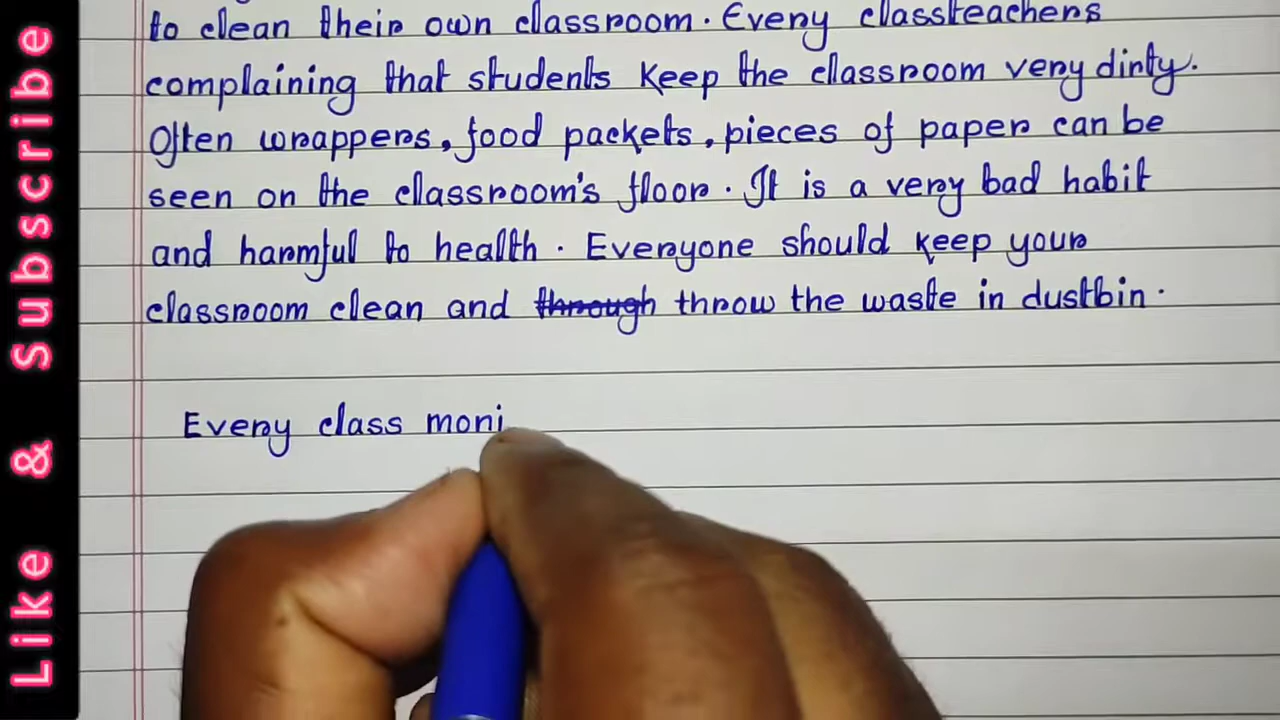 to clean their own classroom. Every classteachers
complaining that students keep the classroom very dirty.
Often wrappers, food packets, pieces of paper can be
seen on the classroom's floor. It is a very bad habit
and harmful to health. Everyone should keep your
classroom clean and through throw the waste in dustbin.
Every class moni
Like & Subscribe